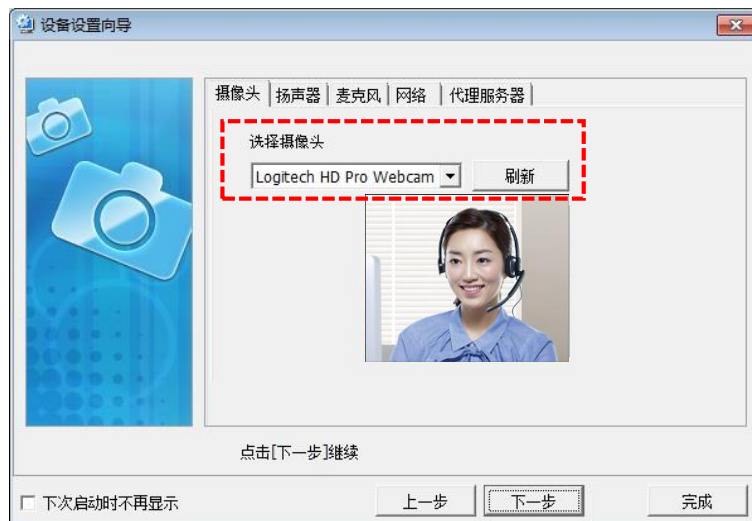 设备设置向导
摄像头 扬声器 麦克风 网络 代理服务器
选择摄像头
Logitech HD Pro Webcam 刷新
点击[下一步]继续
下次启动时不再显示 上一步 下一步 完成